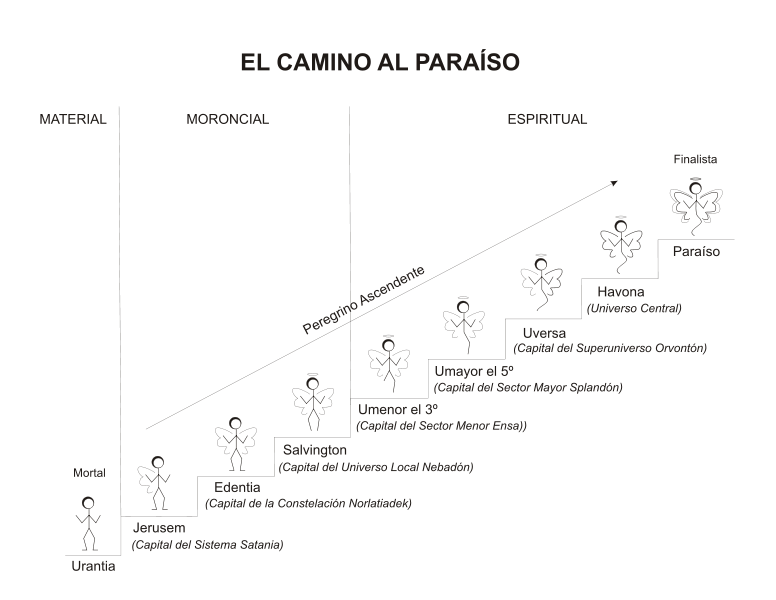 EL CAMINO AL PARAÍSO
MATERIAL
MORONCIAL
ESPIRITUAL
Finalista
Paraíso
Peregrino Ascendente
Havona
(Universo Central)
Uversa
(Capital del Superuniverso Orvontón)
Umayor el 5º
(Capital del Sector Mayor Splandón)
Umenor el 3º
(Capital del Sector Menor Ensa))
Salvington
(Capital del Universo Local Nebadón)
Edentia
(Capital de la Constelación Norlatiadek)
Mortal
Jerusem
(Capital del Sistema Satania)
Urantia